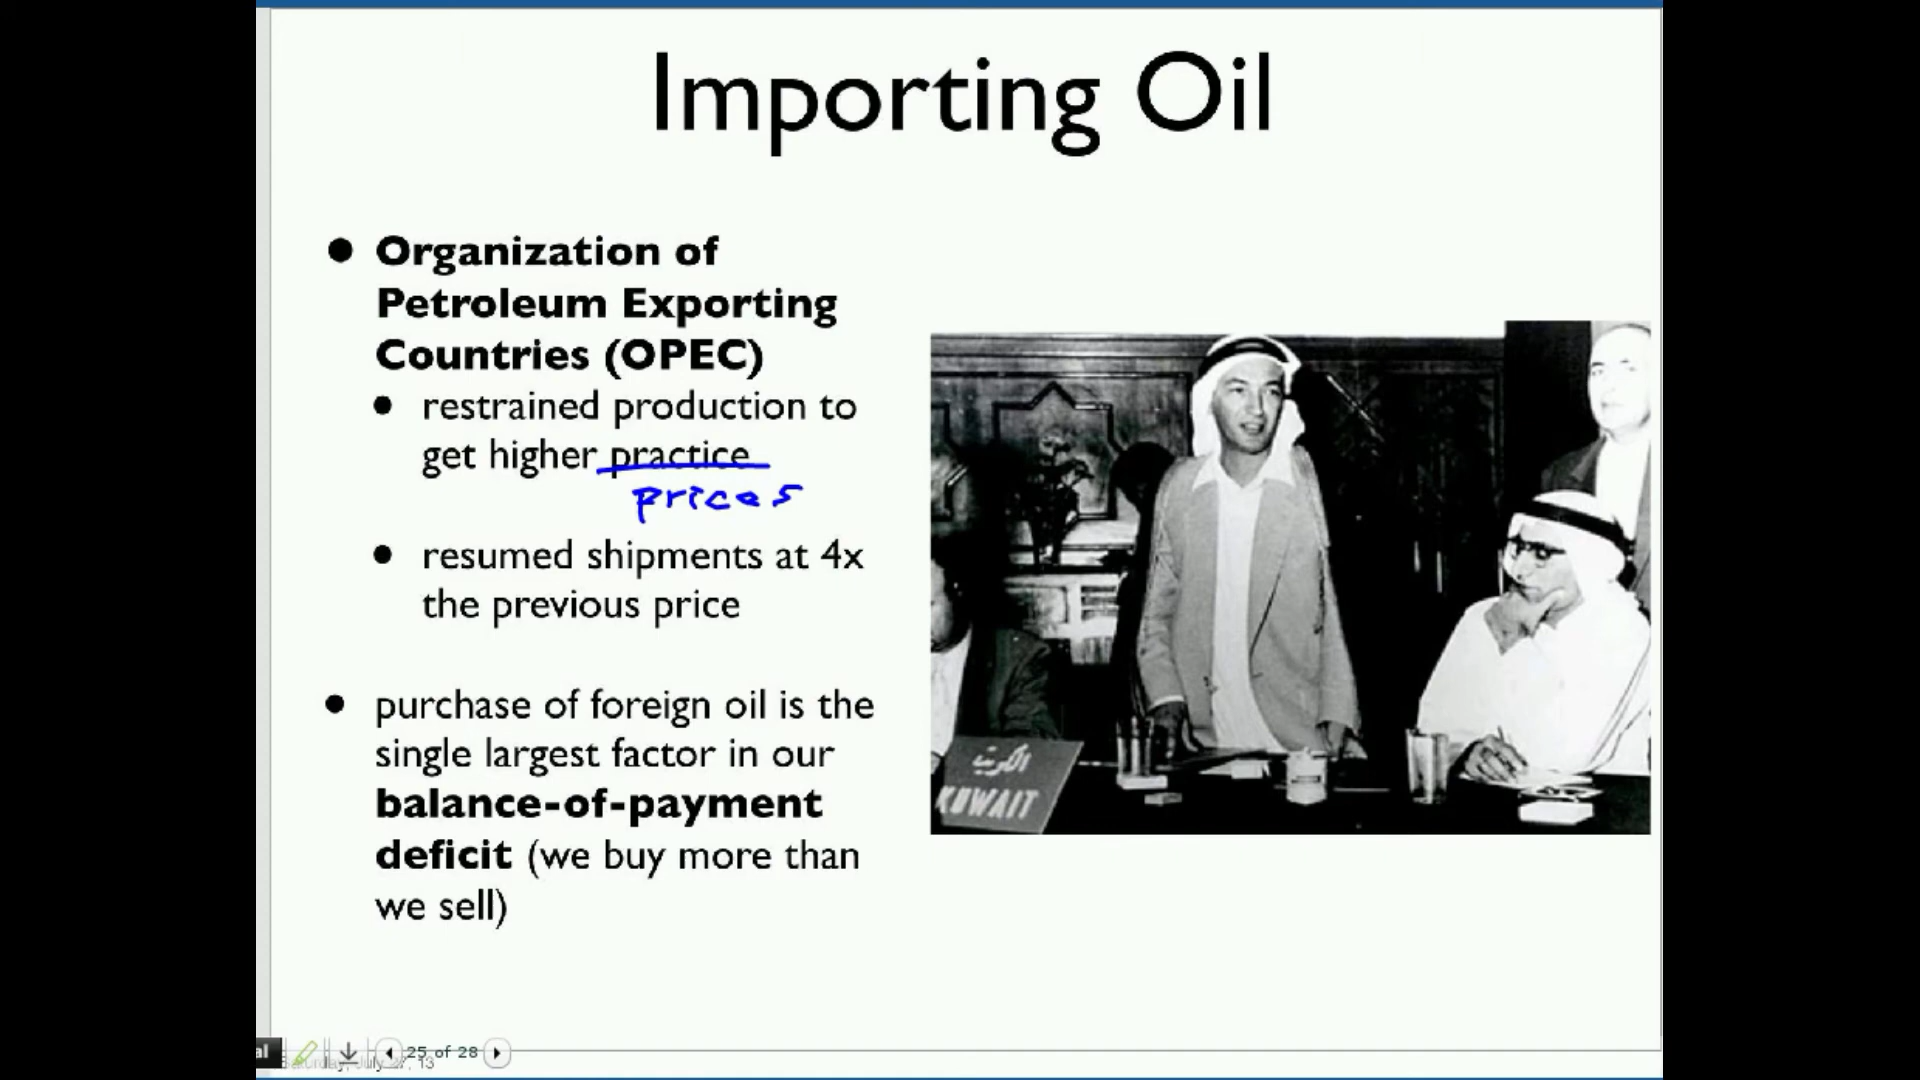 Importing Oil
• Organization of
Petroleum Exporting
Countries (OPEC)
• restrained production to
get higher practice
prices
• resumed shipments at 4x
the previous price
• purchase of foreign oil is the
single largest factor in our
balance-of-payment
deficit (we buy more than
we sell)
الكويت
KUWAIT
al
25 of 28